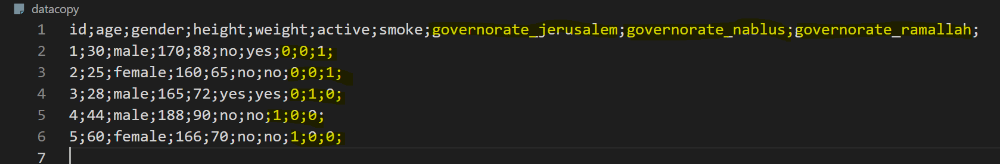 datacopy
1 id;age;gender;height;weight;active;smoke;governorate_jerusalem;governorate_nablus;governorate_ramallah;
2 1;30;male;170;88;no;yes;0;0;1;
3 2;25;female;160;65;no;no;0;0;1;
4 3;28;male;165;72;yes;yes;0;1;0;
5 4;44;male;188;90;no;no;1;0;0;
6 5;60;female;166;70;no;no;1;0;0;
7